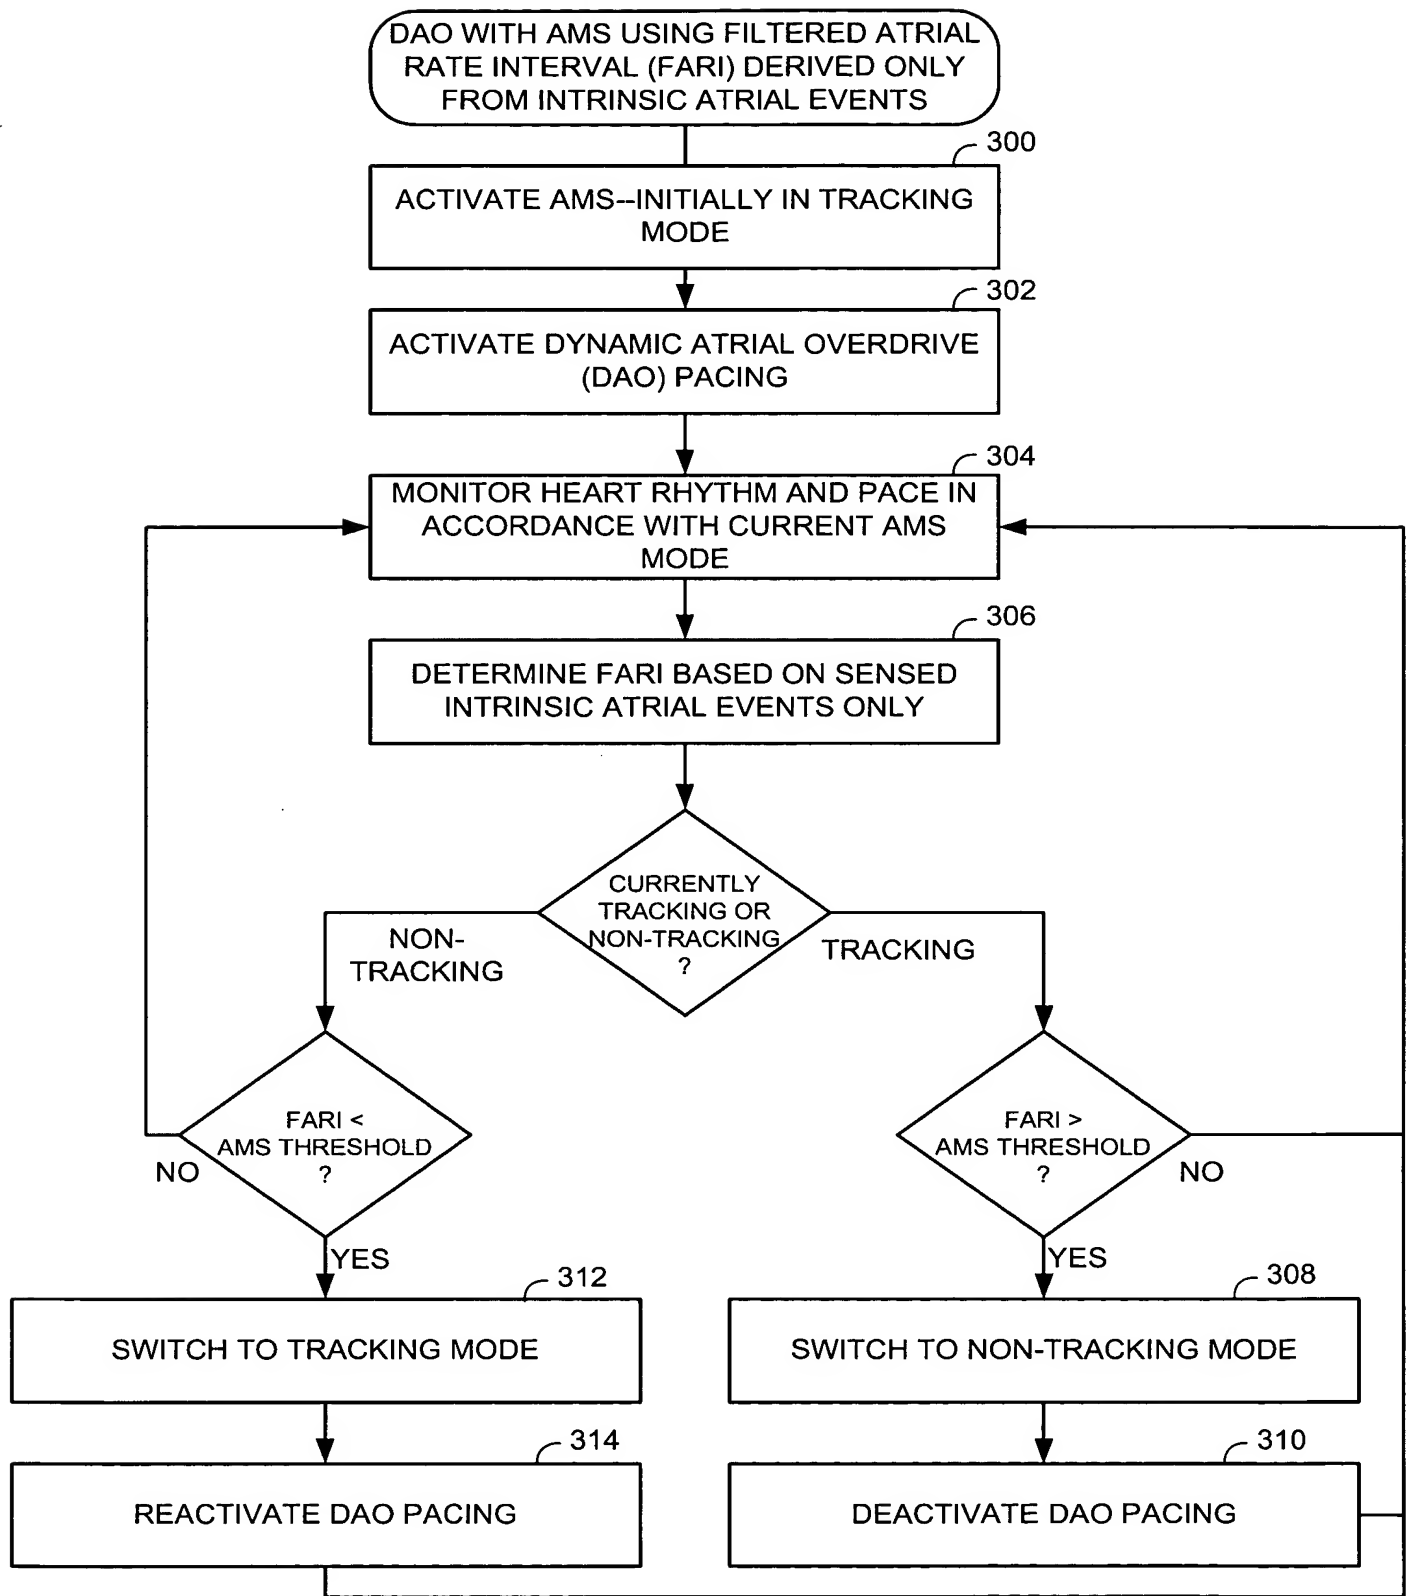 DAO WITH AMS USING FILTERED ATRIAL
RATE INTERVAL (FARI) DERIVED ONLY
FROM INTRINSIC ATRIAL EVENTS
300
ACTIVATE AMS--INITIALLY IN TRACKING
MODE
302
ACTIVATE DYNAMIC ATRIAL OVERDRIVE
(DAO) PACING
304
MONITOR HEART RHYTHM AND PACE IN
ACCORDANCE WITH CURRENT AMS
MODE
306
DETERMINE FARI BASED ON SENSED
INTRINSIC ATRIAL EVENTS ONLY
CURRENTLY
TRACKING OR
NON-TRACKING
?
NON-
TRACKING
TRACKING
FARI <
AMS THRESHOLD
?
NO
YES
FARI >
AMS THRESHOLD
?
NO
YES
312
SWITCH TO TRACKING MODE
308
SWITCH TO NON-TRACKING MODE
314
REACTIVATE DAO PACING
310
DEACTIVATE DAO PACING